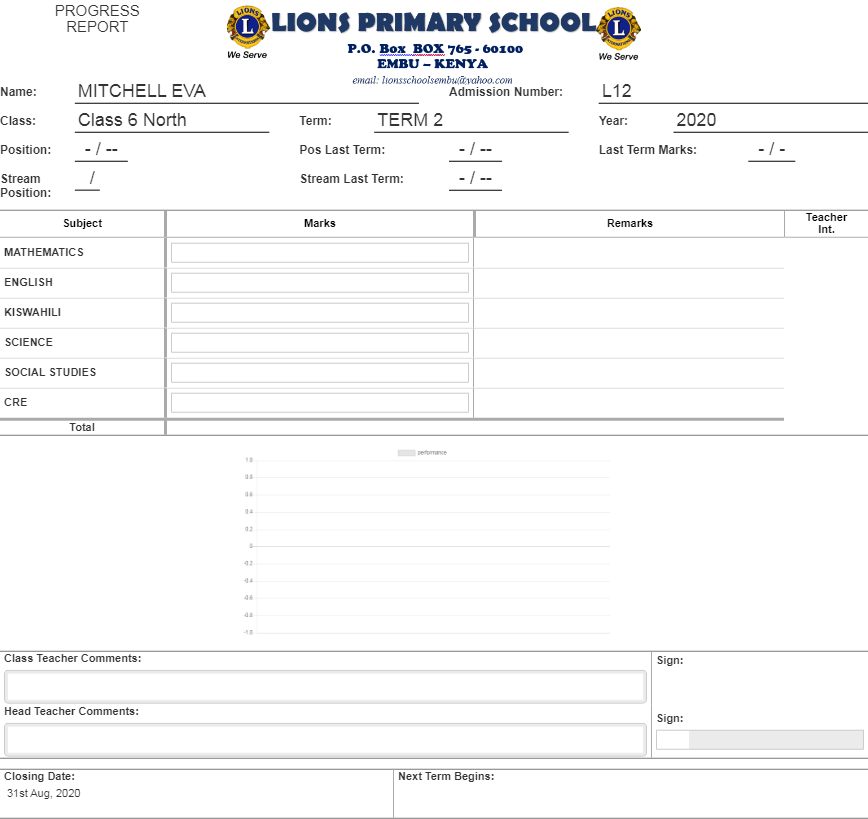 PROGRESS
REPORT
LIONS
L
INTERNATIONAL
We Serve
LIONS PRIMARY SCHOOL
P.O. Box BOX 765 - 60100
EMBU – KENYA
email: lionsschoolsembu@yahoo.com
LIONS
L
INTERNATIONAL
We Serve
Name: MITCHELL EVA Admission Number: L12
Class: Class 6 North Term: TERM 2 Year: 2020
Position: - / -- Pos Last Term: - / -- Last Term Marks: - / -
Stream Position: / Stream Last Term: - / --
Subject Marks Remarks Teacher Int.
MATHEMATICS
ENGLISH
KISWAHILI
SCIENCE
SOCIAL STUDIES
CRE
Total
performance
1.0
0.8
0.6
0.4
0.2
0
-0.2
-0.4
-0.6
-0.8
-1.0
Class Teacher Comments: Sign:
Head Teacher Comments: Sign:
Closing Date: Next Term Begins:
31st Aug, 2020